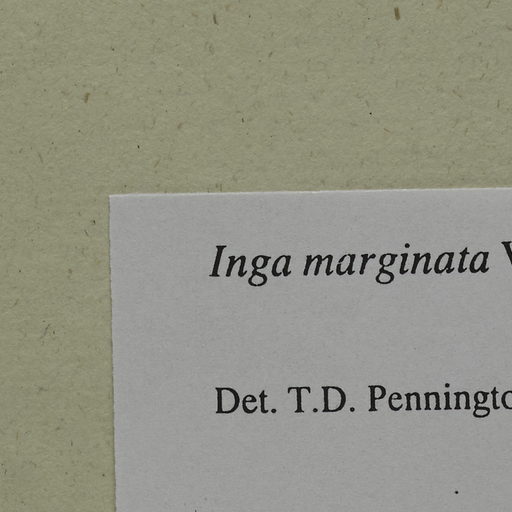 Inga marginata
Det. T.D. Penningto